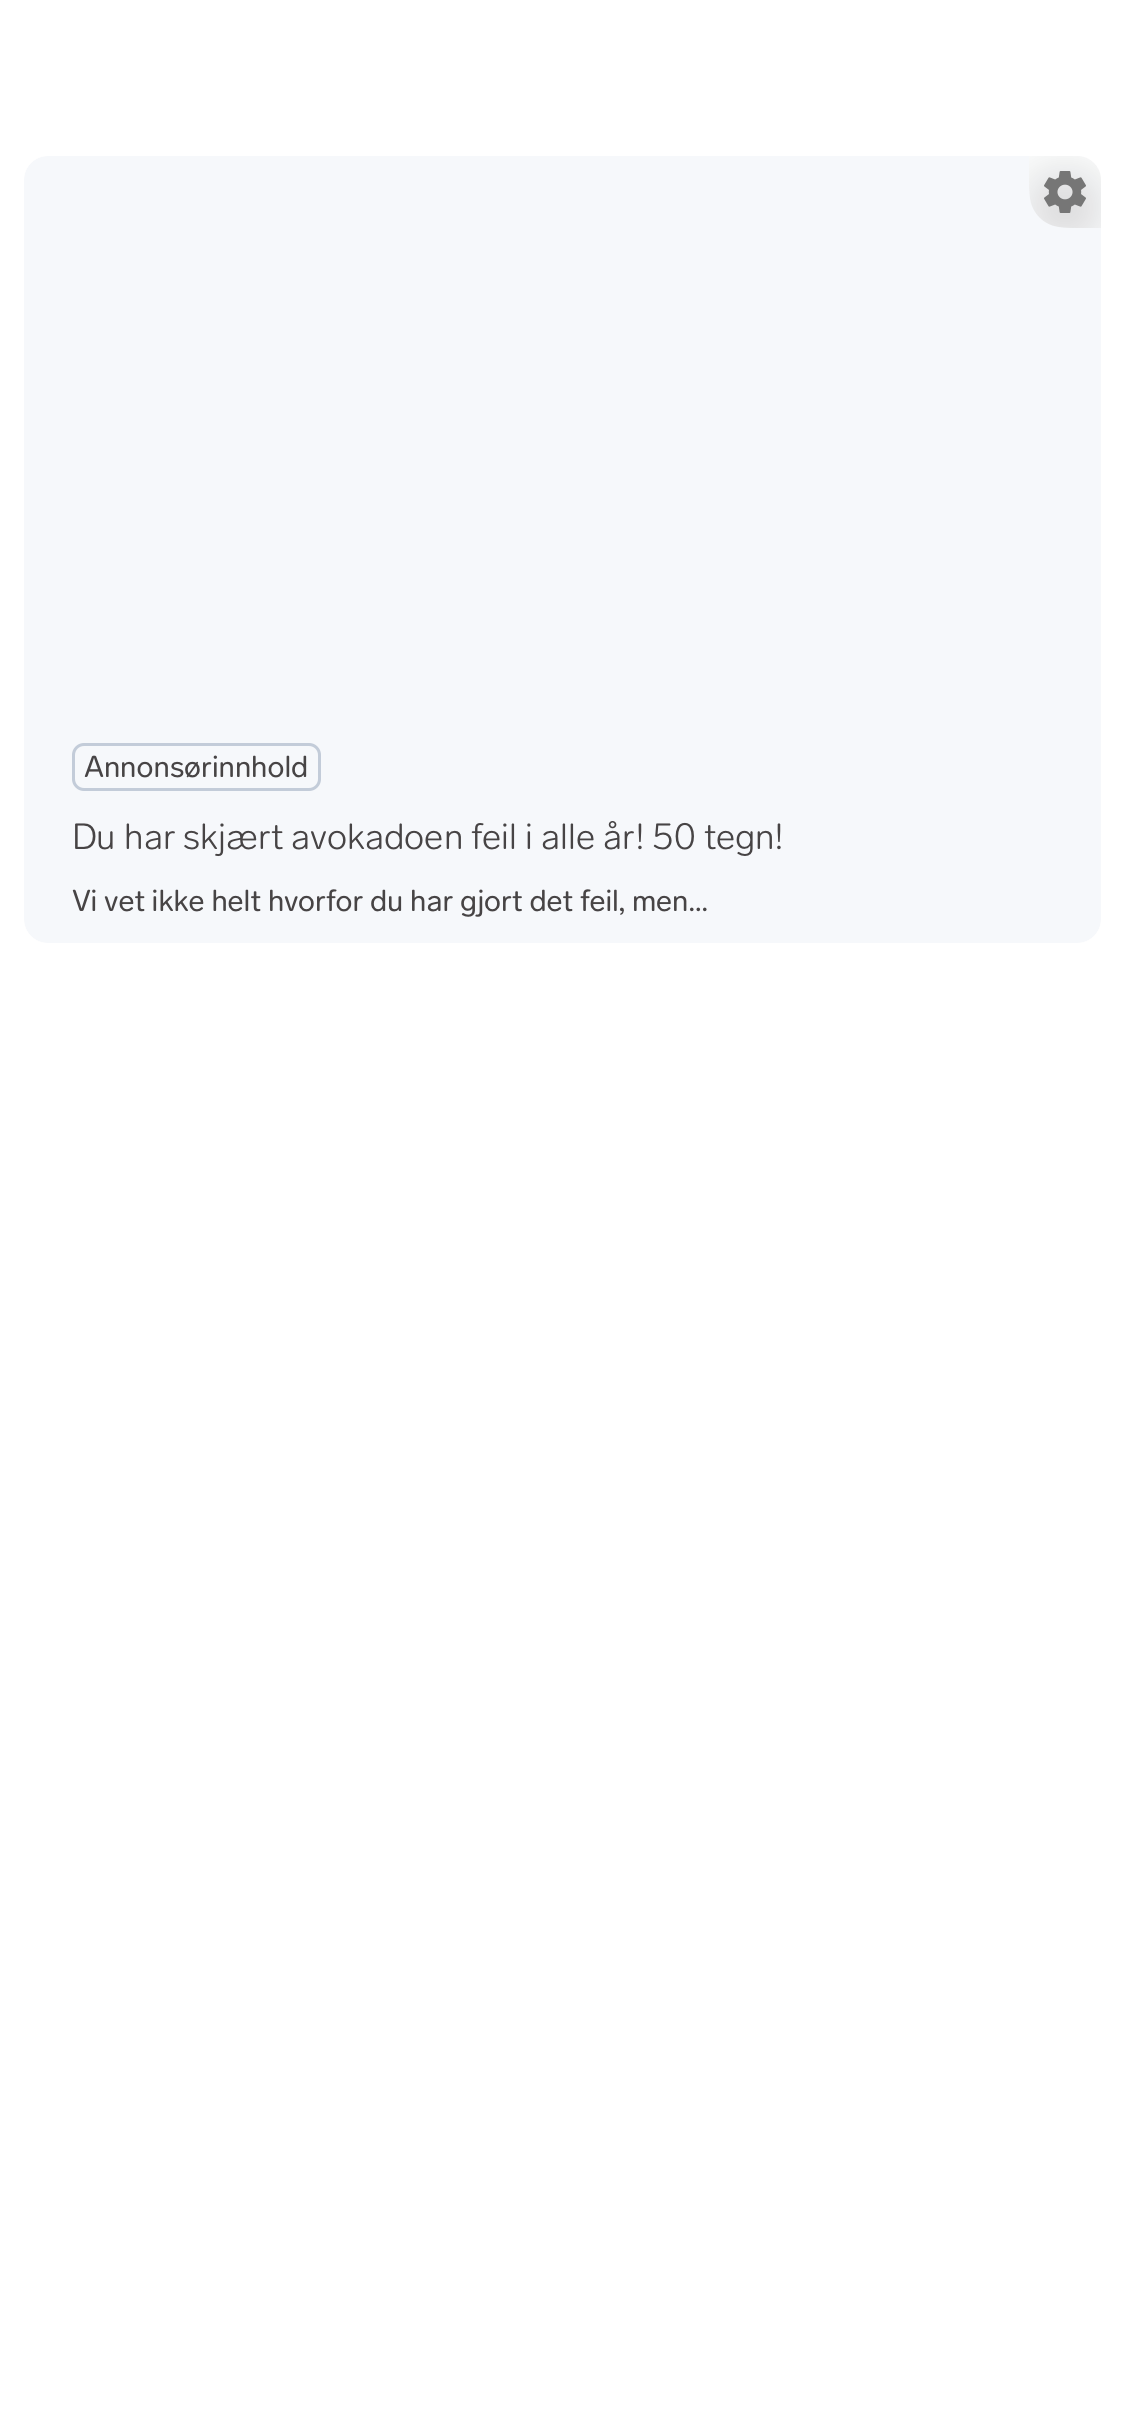 Annonsørinnhold
Du har skjært avokadoen feil i alle år! 50 tegn!
Vi vet ikke helt hvorfor du har gjort det feil, men...